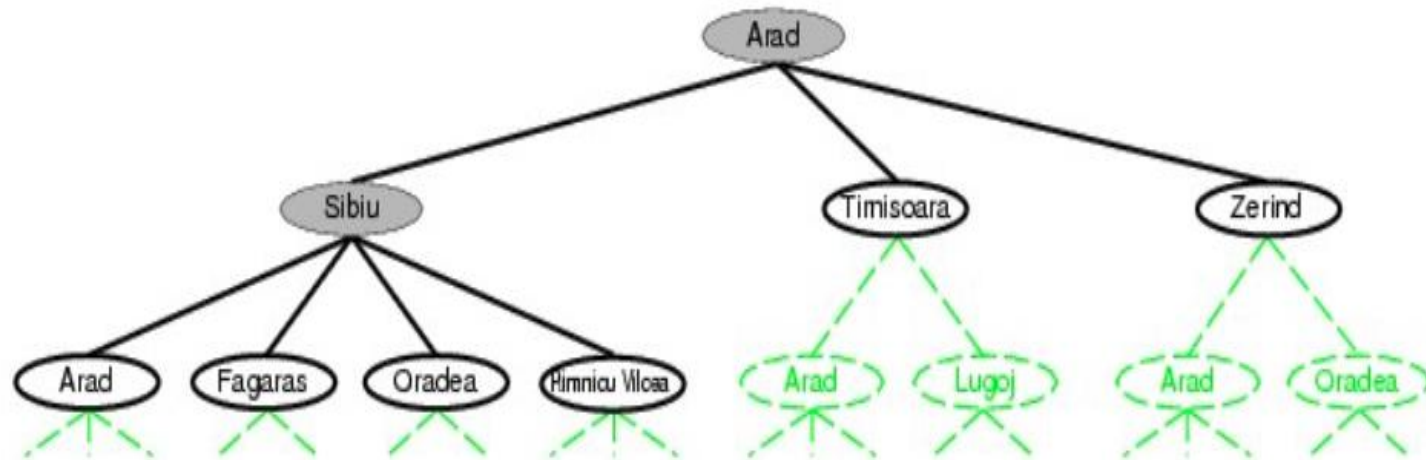 Arad
Sibiu
Timisoara
Zerind
Arad
Fagaras
Oradea
Rimnicu Vilcea
Arad
Lugoj
Arad
Oradea